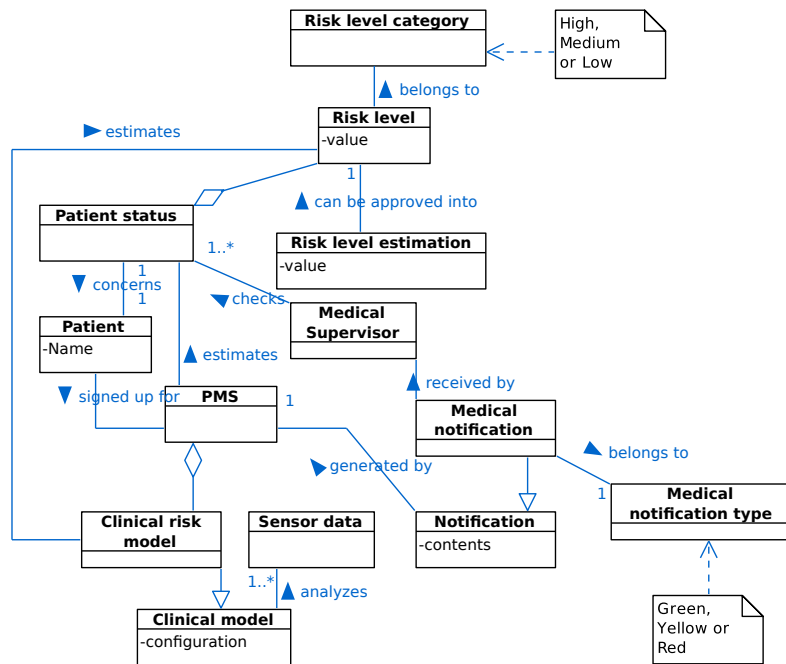 Risk level category
High,
Medium
or Low
belongs to
Risk level
-value
estimates
1
can be approved into
Patient status
1..*
Risk level estimation
-value
1
concerns
1
checks
Medical
Supervisor
Patient
-Name
estimates
received by
signed up for
PMS
1
Medical
notification
generated by
belongs to
1
Medical
notification type
Clinical risk
model
Sensor data
Notification
-contents
1..*
analyzes
Clinical model
-configuration
Green,
Yellow or
Red